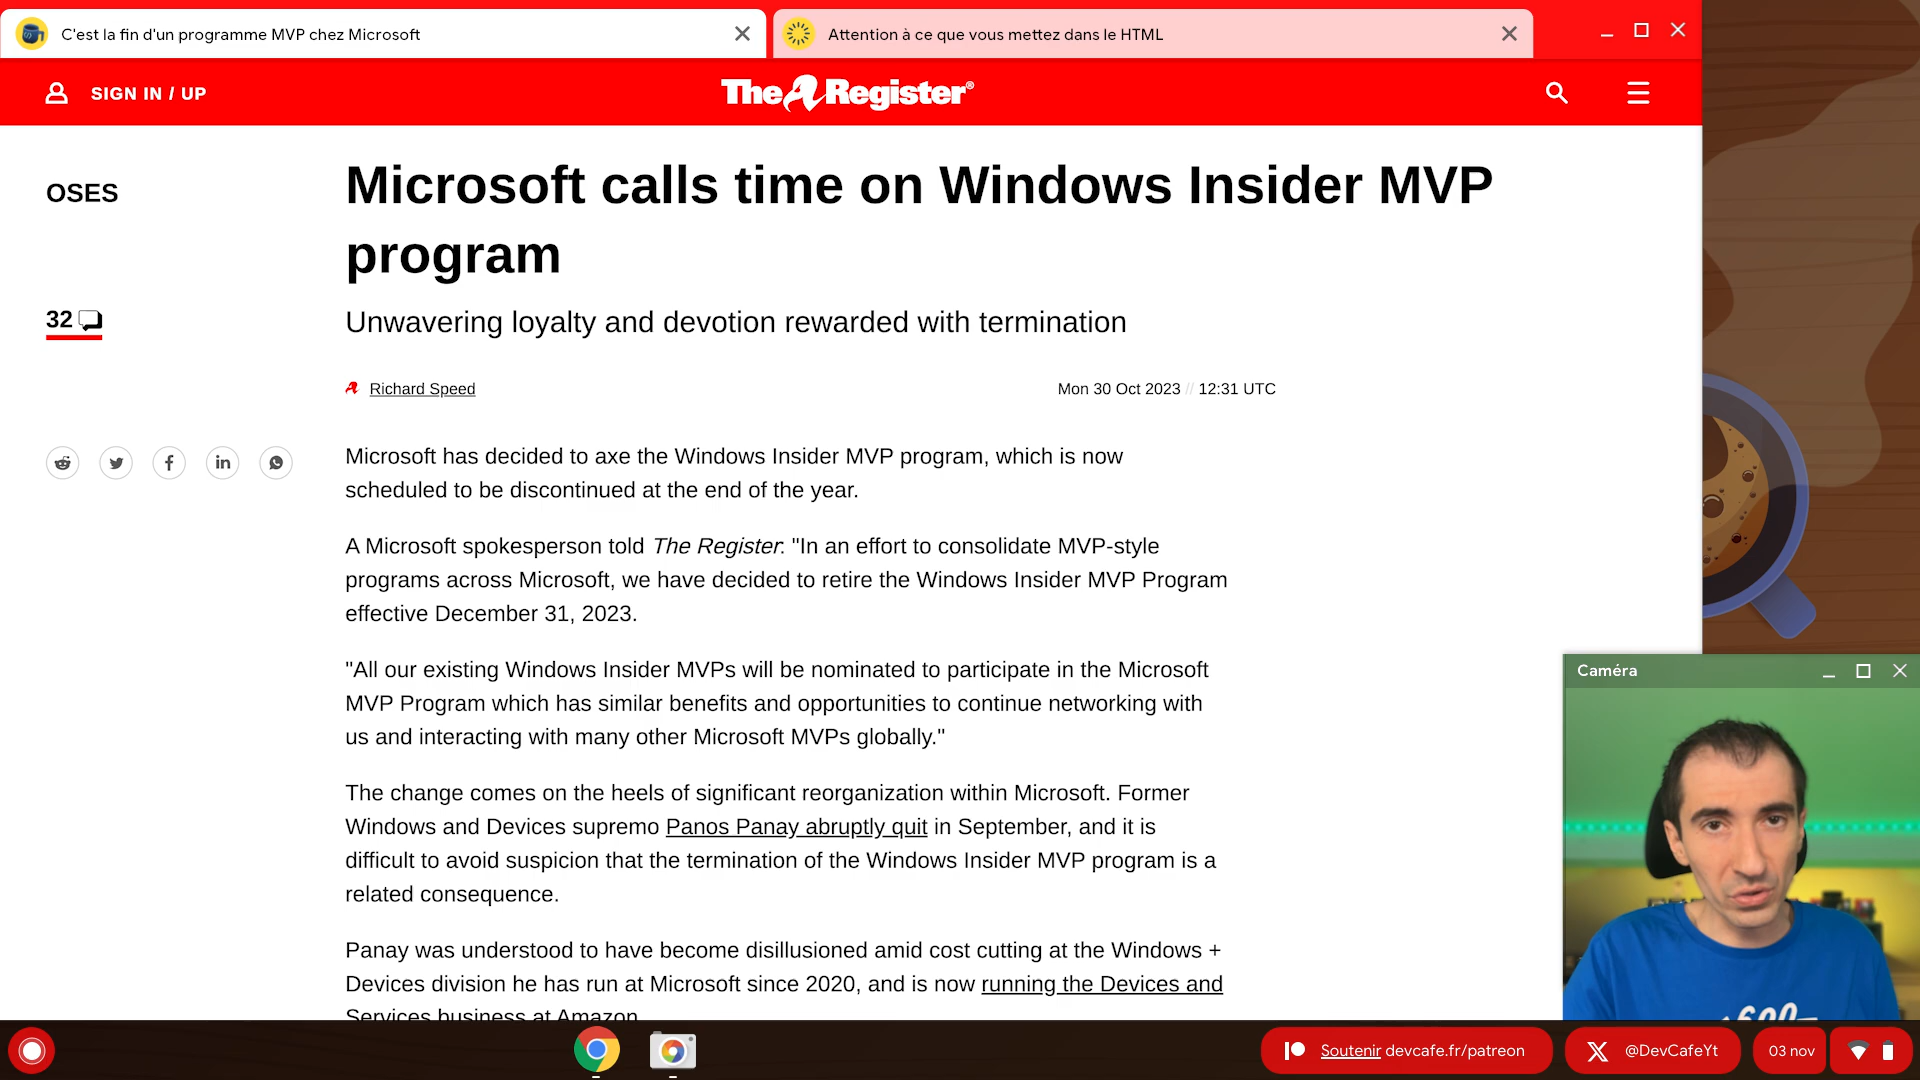 C'est la fin d'un programme MVP chez Microsoft
Attention à ce que vous mettez dans le HTML
SIGN IN / UP
The Register®
OSES
Microsoft calls time on Windows Insider MVP
program
32
Unwavering loyalty and devotion rewarded with termination
Richard Speed
Mon 30 Oct 2023 // 12:31 UTC
Microsoft has decided to axe the Windows Insider MVP program, which is now
scheduled to be discontinued at the end of the year.
A Microsoft spokesperson told The Register: "In an effort to consolidate MVP-style
programs across Microsoft, we have decided to retire the Windows Insider MVP Program
effective December 31, 2023.
"All our existing Windows Insider MVPs will be nominated to participate in the Microsoft
MVP Program which has similar benefits and opportunities to continue networking with
us and interacting with many other Microsoft MVPs globally."
The change comes on the heels of significant reorganization within Microsoft. Former
Windows and Devices supremo Panos Panay abruptly quit in September, and it is
difficult to avoid suspicion that the termination of the Windows Insider MVP program is a
related consequence.
Panay was understood to have become disillusioned amid cost cutting at the Windows +
Devices division he has run at Microsoft since 2020, and is now running the Devices and
Services business at Amazon
Caméra
Soutenir devcafe.fr/patreon
@DevCafeYt
03 nov